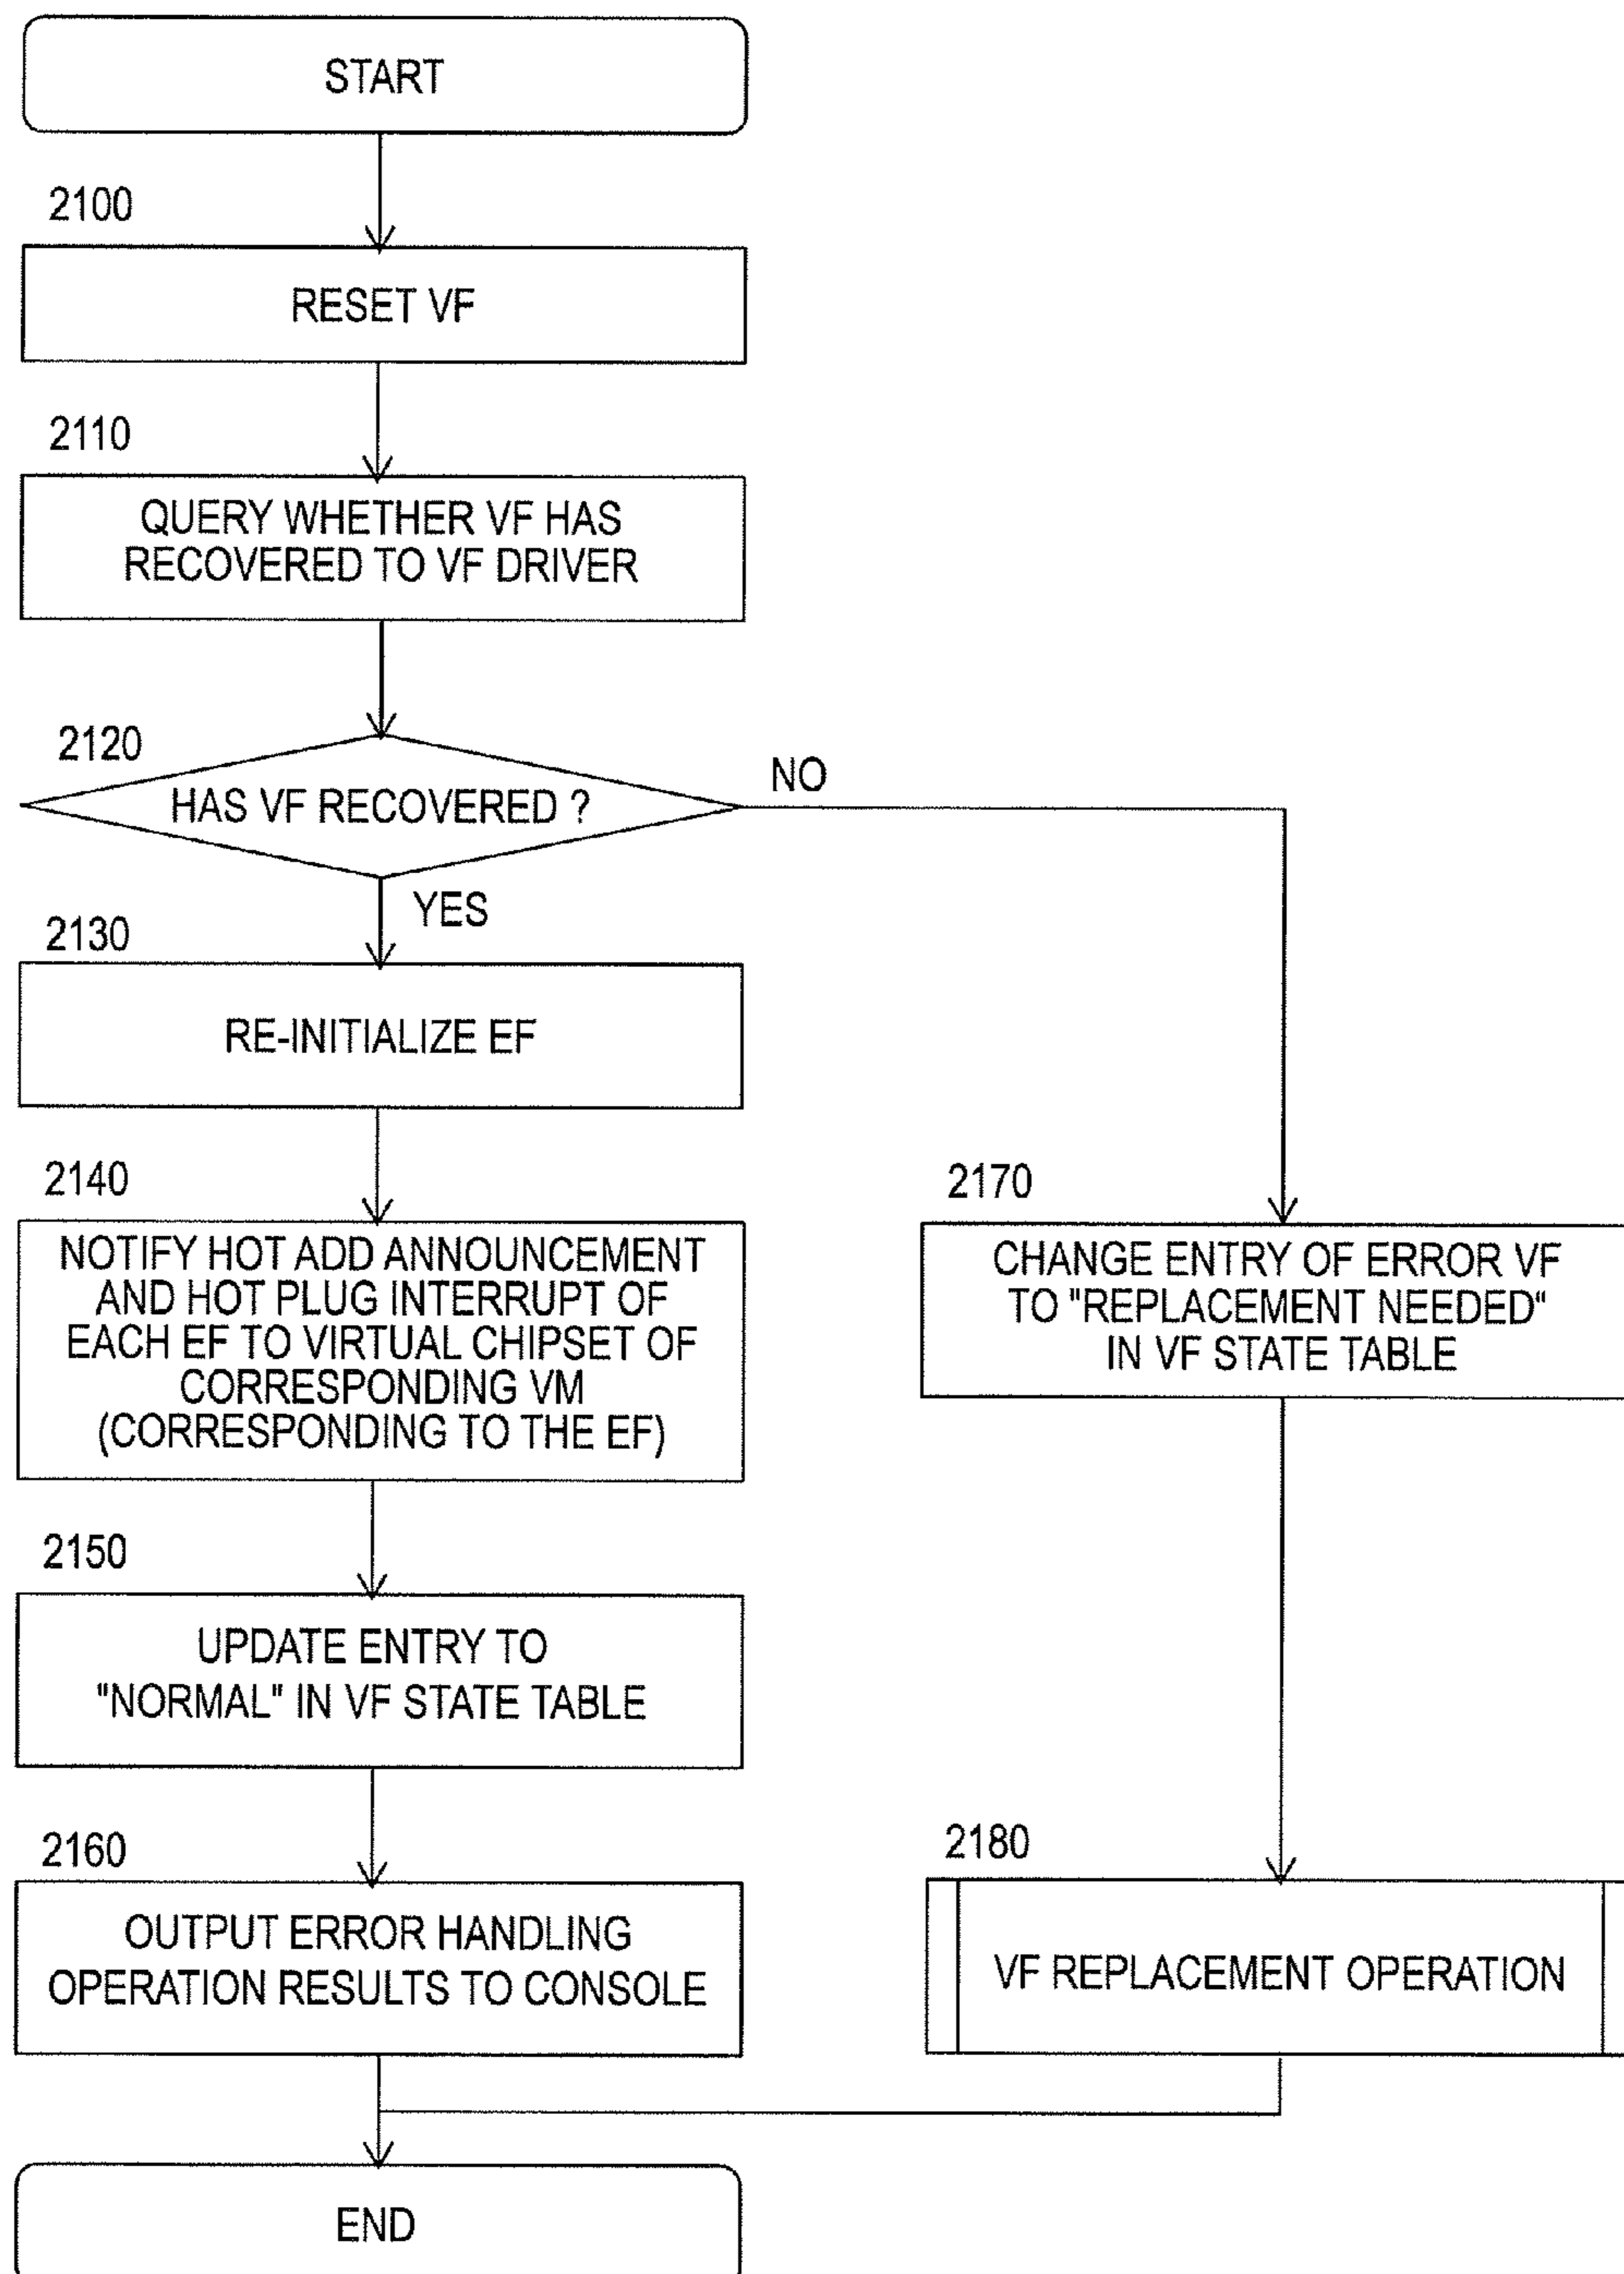 START
2100
RESET VF
2110
QUERY WHETHER VF HAS
RECOVERED TO VF DRIVER
2120
HAS VF RECOVERED ?
NO
YES
2130
RE-INITIALIZE EF
2140
NOTIFY HOT ADD ANNOUNCEMENT
AND HOT PLUG INTERRUPT OF
EACH EF TO VIRTUAL CHIPSET OF
CORRESPONDING VM
(CORRESPONDING TO THE EF)
2170
CHANGE ENTRY OF ERROR VF
TO "REPLACEMENT NEEDED"
IN VF STATE TABLE
2150
UPDATE ENTRY TO
"NORMAL" IN VF STATE TABLE
2160
OUTPUT ERROR HANDLING
OPERATION RESULTS TO CONSOLE
2180
VF REPLACEMENT OPERATION
END